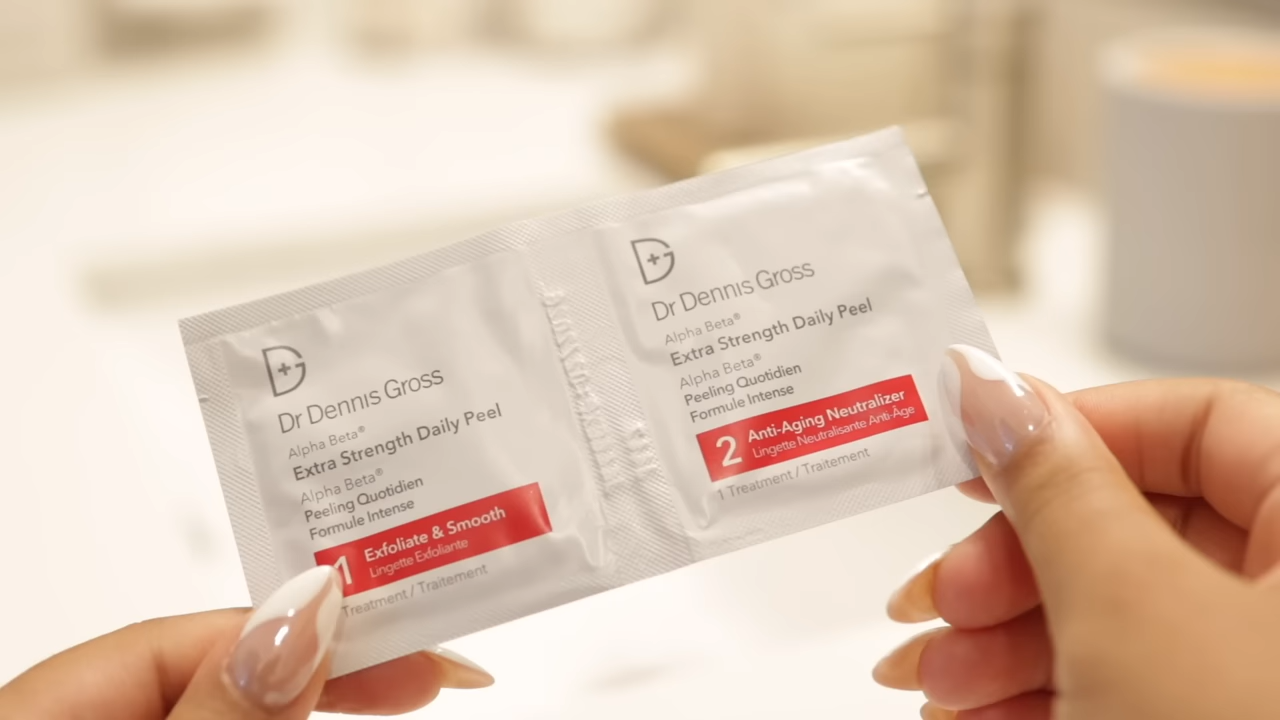 Dr Dennis Gross
Alpha Beta®
Extra Strength Daily Peel
Alpha Beta®
Peeling Quotidien
Formule Intense
1 Exfoliate & Smooth
Lingette Exfoliante
Treatment / Traitement
Dr Dennis Gross
Alpha Beta®
Extra Strength Daily Peel
Alpha Beta®
Peeling Quotidien
Formule Intense
2 Anti-Aging Neutralizer
Lingette Neutralisante Anti-Âge
1 Treatment / Traitement